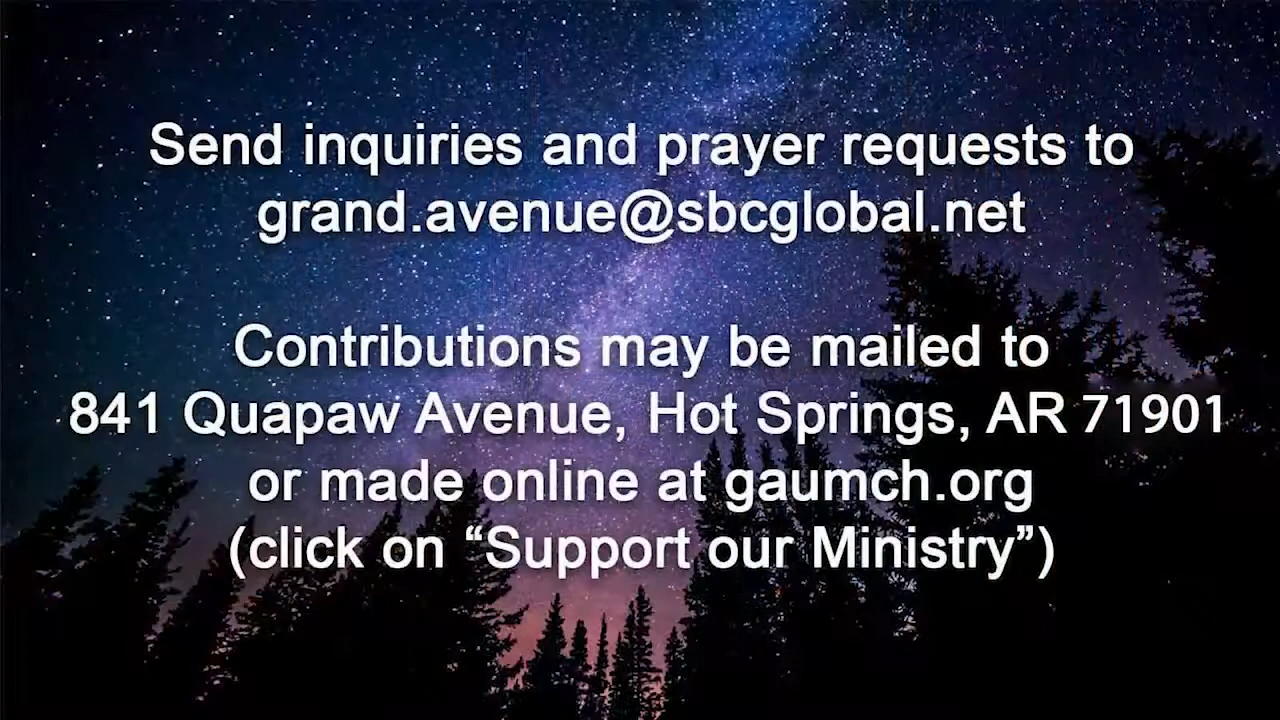 Send inquiries and prayer requests to
grand.avenue@sbcglobal.net
Contributions may be mailed to
841 Quapaw Avenue, Hot Springs, AR 71901
or made online at gaumch.org
(click on “Support our Ministry”)